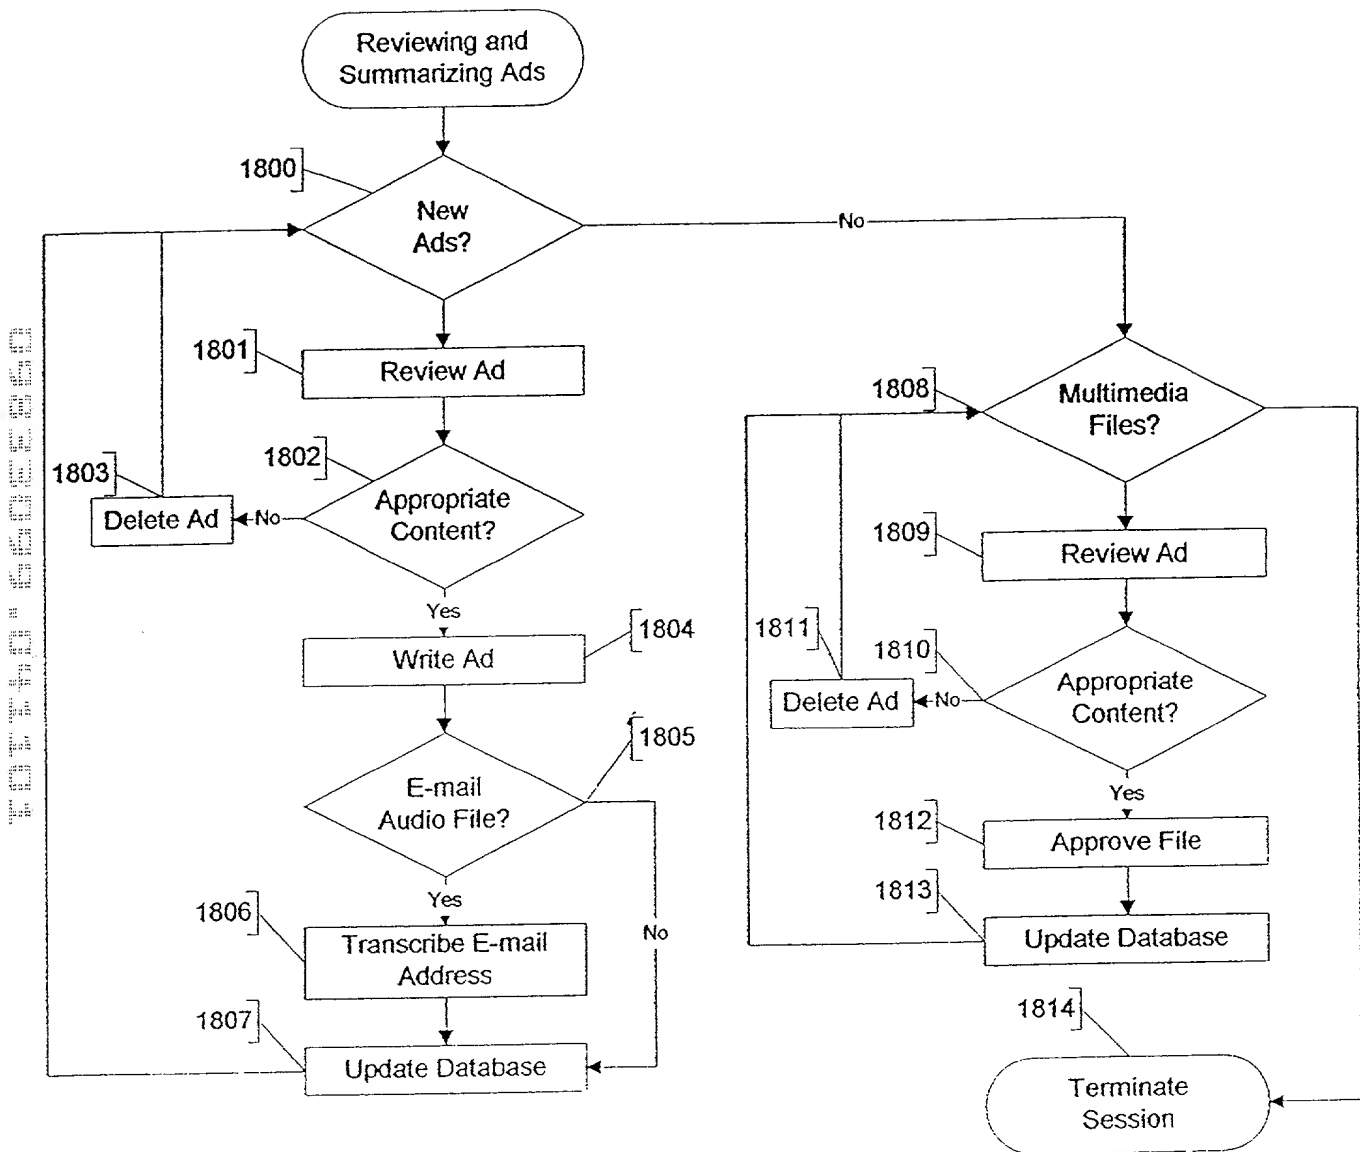 Reviewing and
Summarizing Ads
1800
New
Ads?
No
1801
Review Ad
1802
Appropriate
Content?
No
1803
Delete Ad
Yes
Write Ad
1804
1805
E-mail
Audio File?
Yes
No
1806
Transcribe E-mail
Address
1807
Update Database
1808
Multimedia
Files?
1809
Review Ad
1810
Appropriate
Content?
No
1811
Delete Ad
Yes
1812
Approve File
1813
Update Database
1814
Terminate
Session